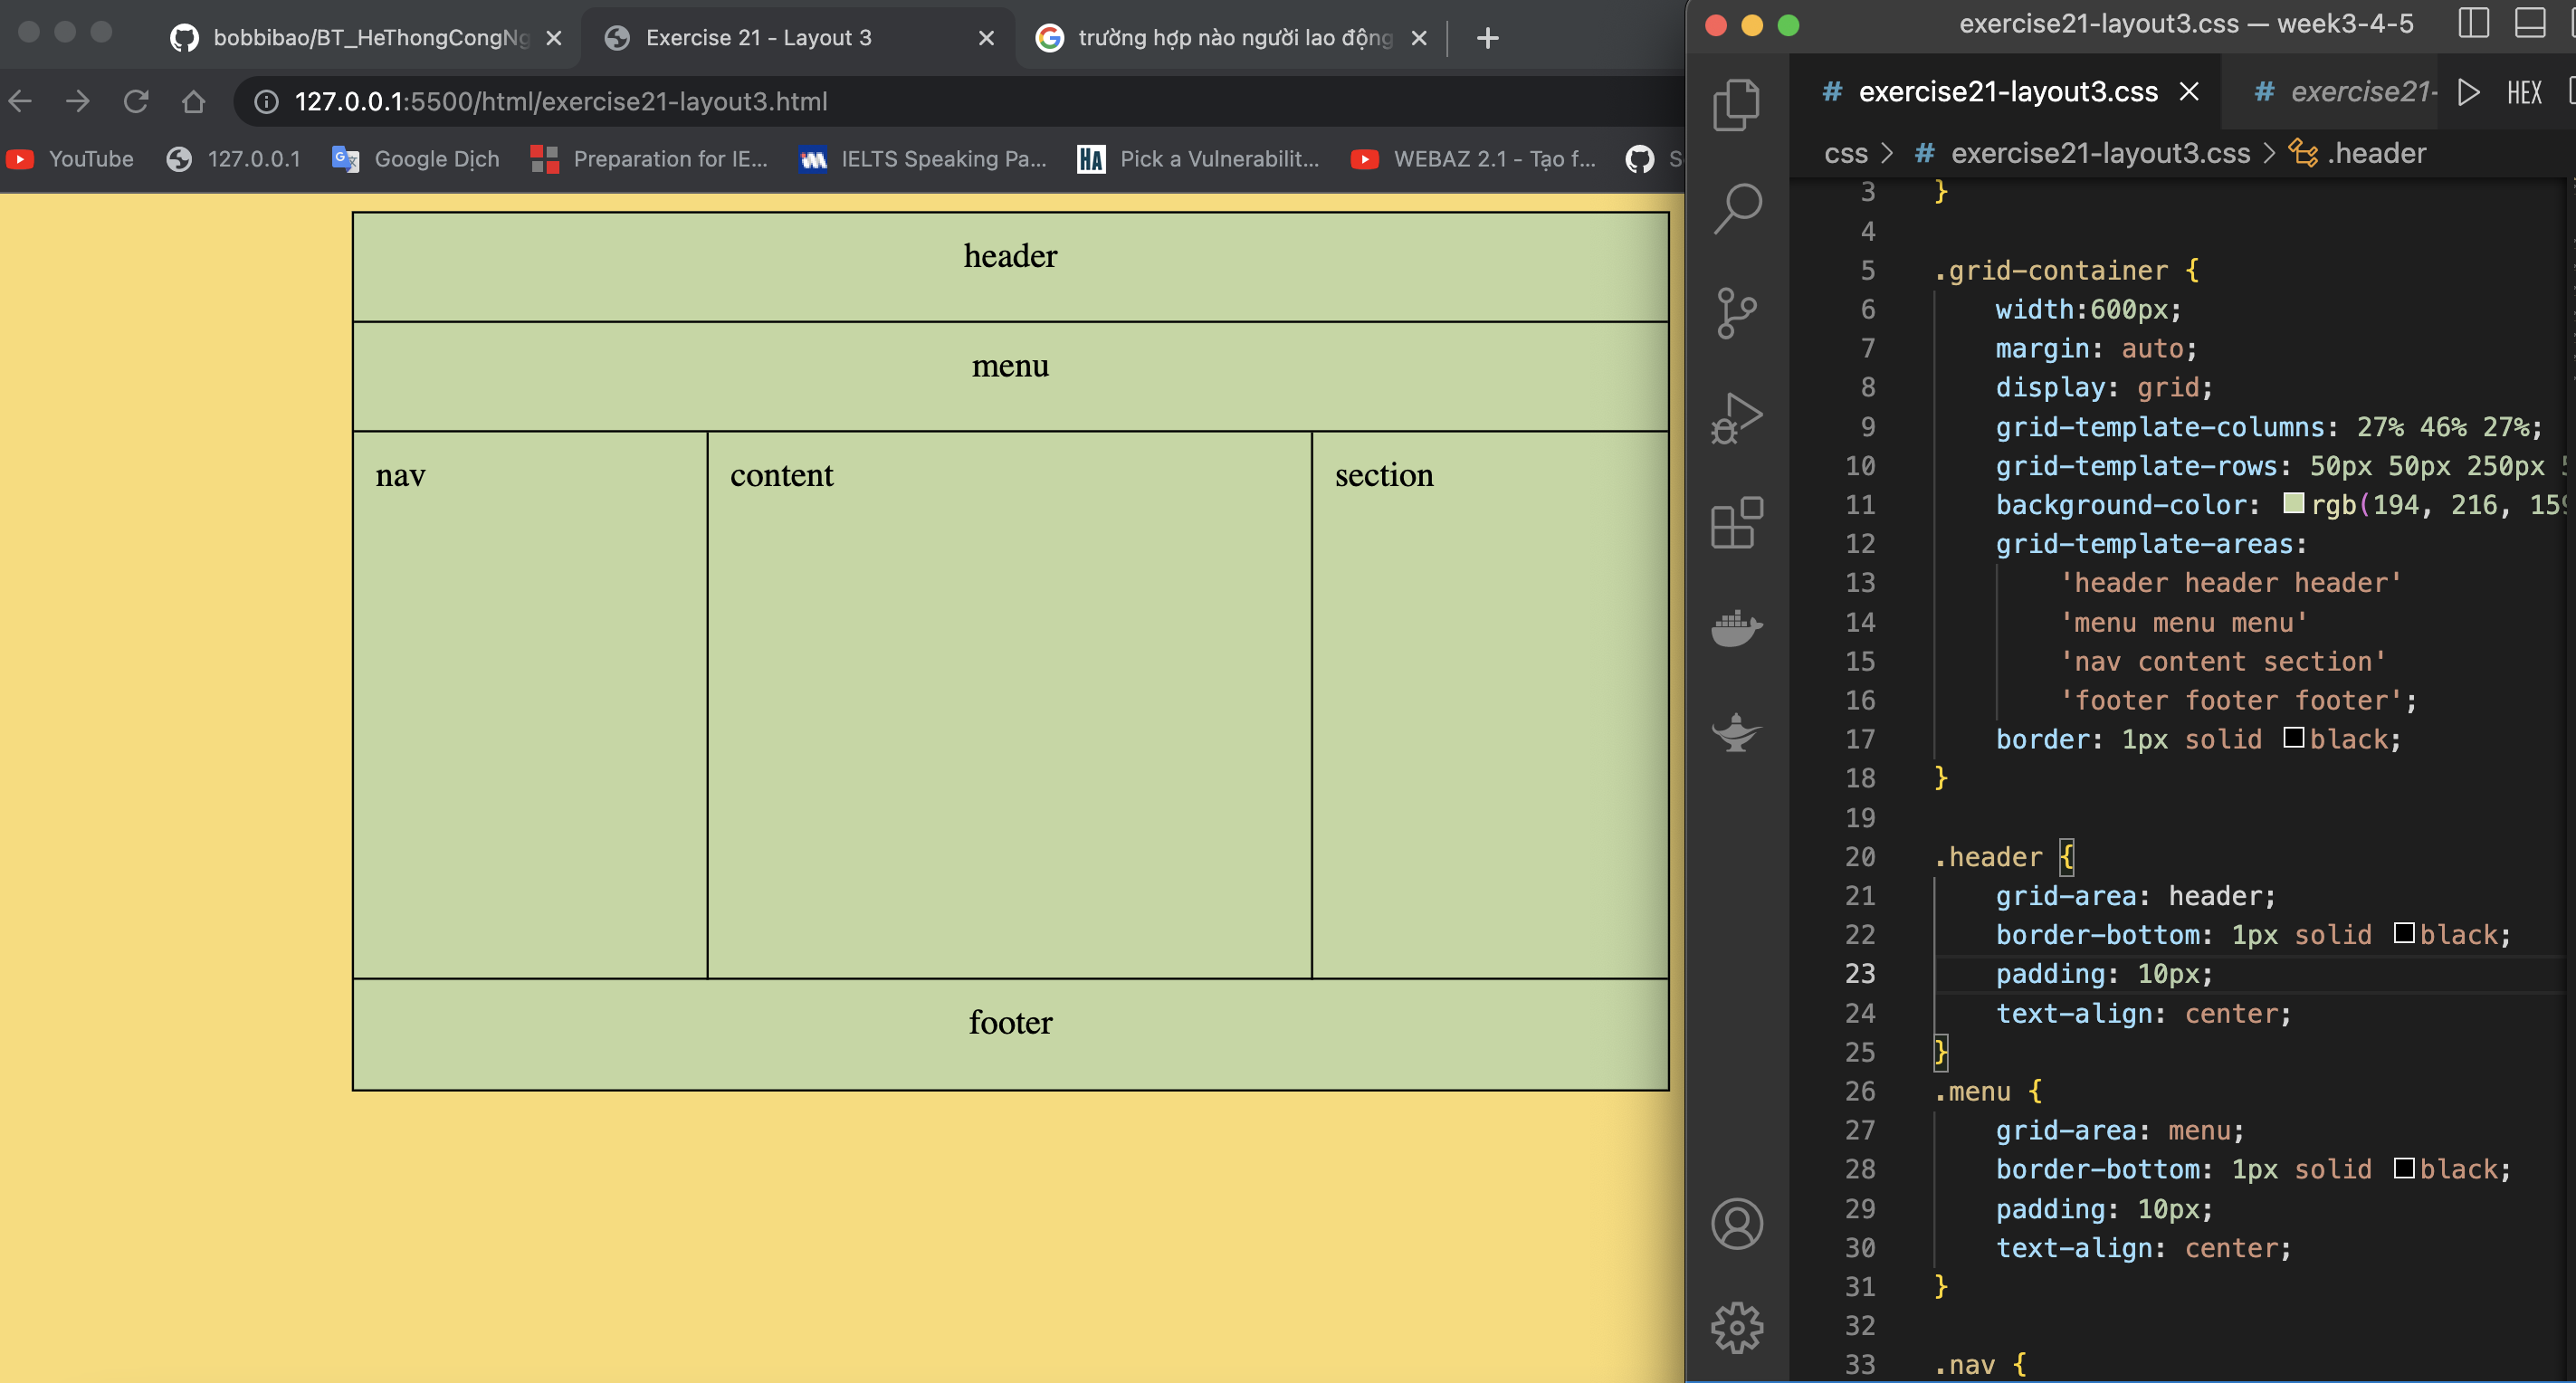 bobbibao/BT_HeThongCongNg
Exercise 21 - Layout 3
trường hợp nào người lao động
127.0.0.1:5500/html/exercise21-layout3.html
YouTube
127.0.0.1
Google Dịch
Preparation for IE...
IELTS Speaking Pa...
HA Pick a Vulnerabilit...
WEBAZ 2.1 - Tạo f...
header
menu
nav
content
section
footer
exercise21-layout3.css — week3-4-5
# exercise21-layout3.css
# exercise21-
HEX
css > # exercise21-layout3.css > .header
3 }
4
5 .grid-container {
6 width:600px;
7 margin: auto;
8 display: grid;
9 grid-template-columns: 27% 46% 27%;
10 grid-template-rows: 50px 50px 250px
11 background-color: rgb(194, 216, 159
12 grid-template-areas:
13 'header header header'
14 'menu menu menu'
15 'nav content section'
16 'footer footer footer';
17 border: 1px solid black;
18 }
19
20 .header {
21 grid-area: header;
22 border-bottom: 1px solid black;
23 padding: 10px;
24 text-align: center;
25 }
26 .menu {
27 grid-area: menu;
28 border-bottom: 1px solid black;
29 padding: 10px;
30 text-align: center;
31 }
32
33 .nav {